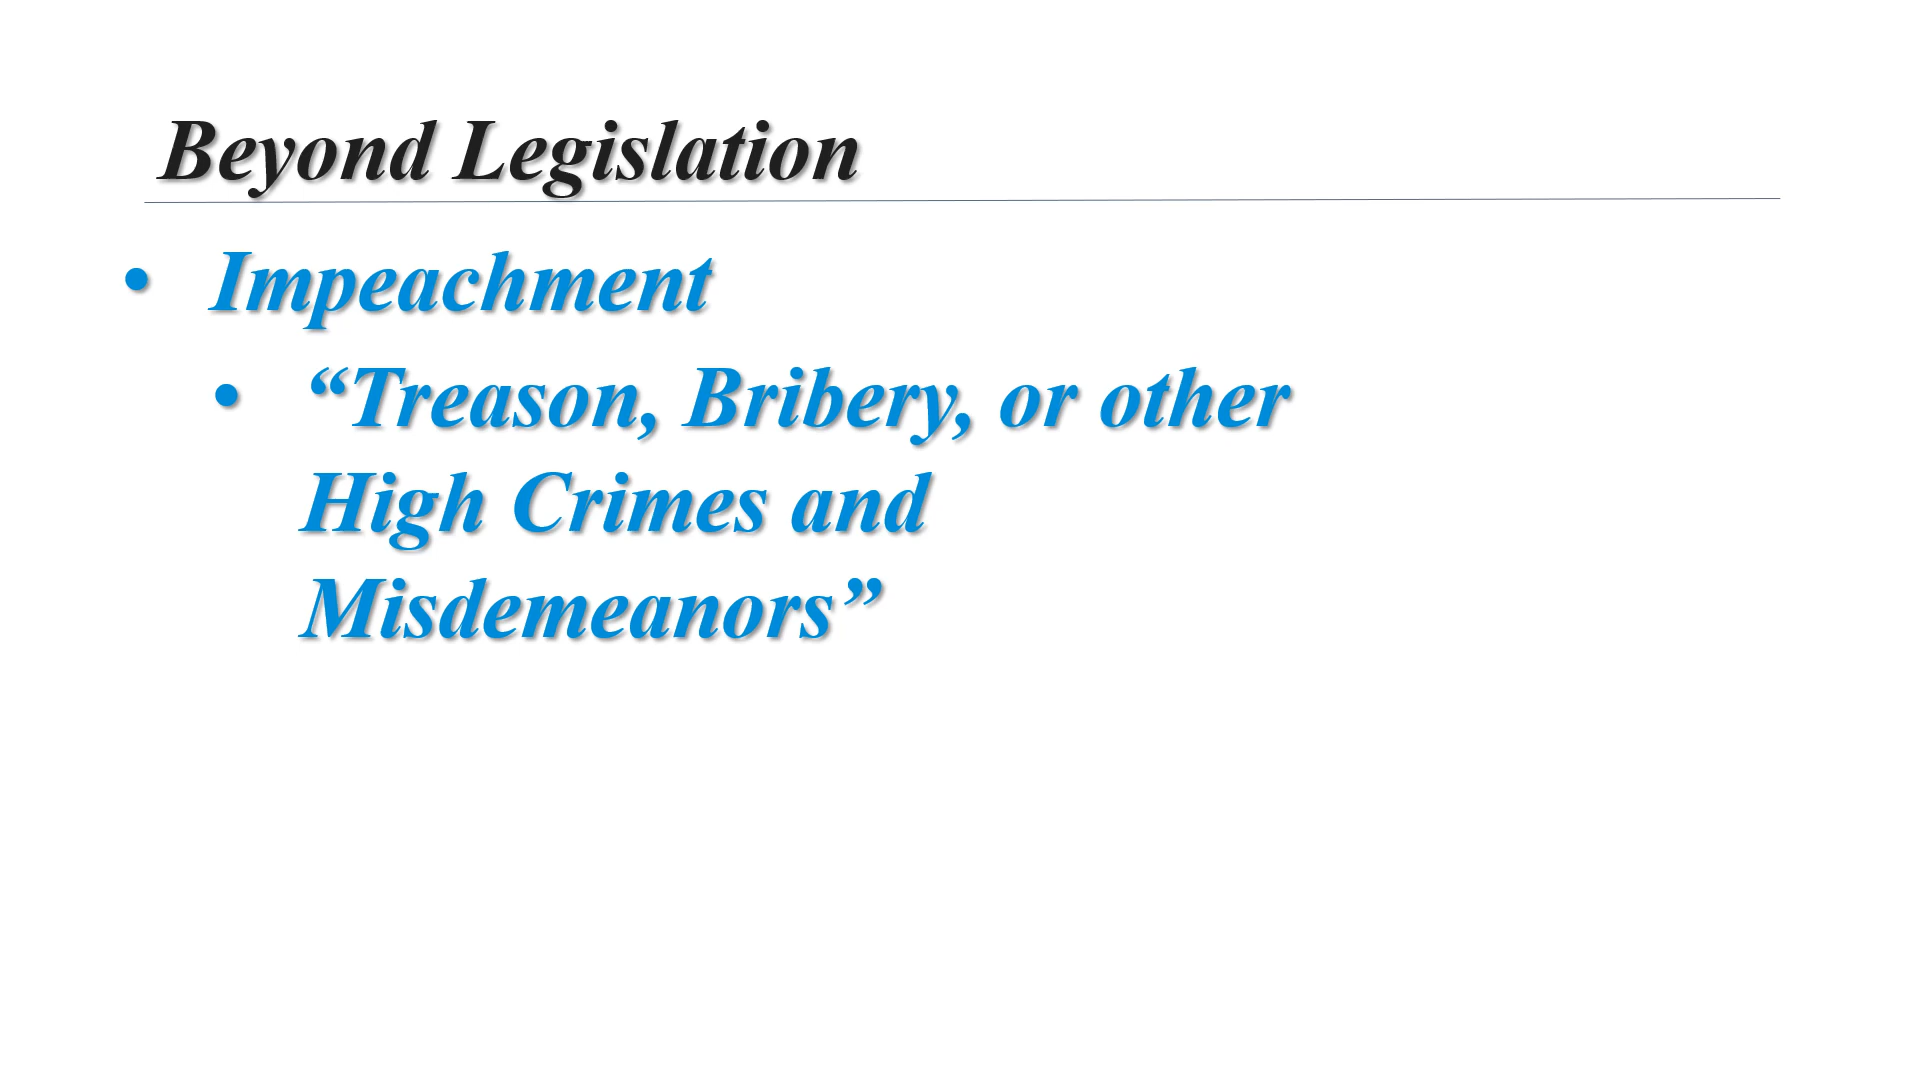 Beyond Legislation
• Impeachment
• “Treason, Bribery, or other
High Crimes and
Misdemeanors”